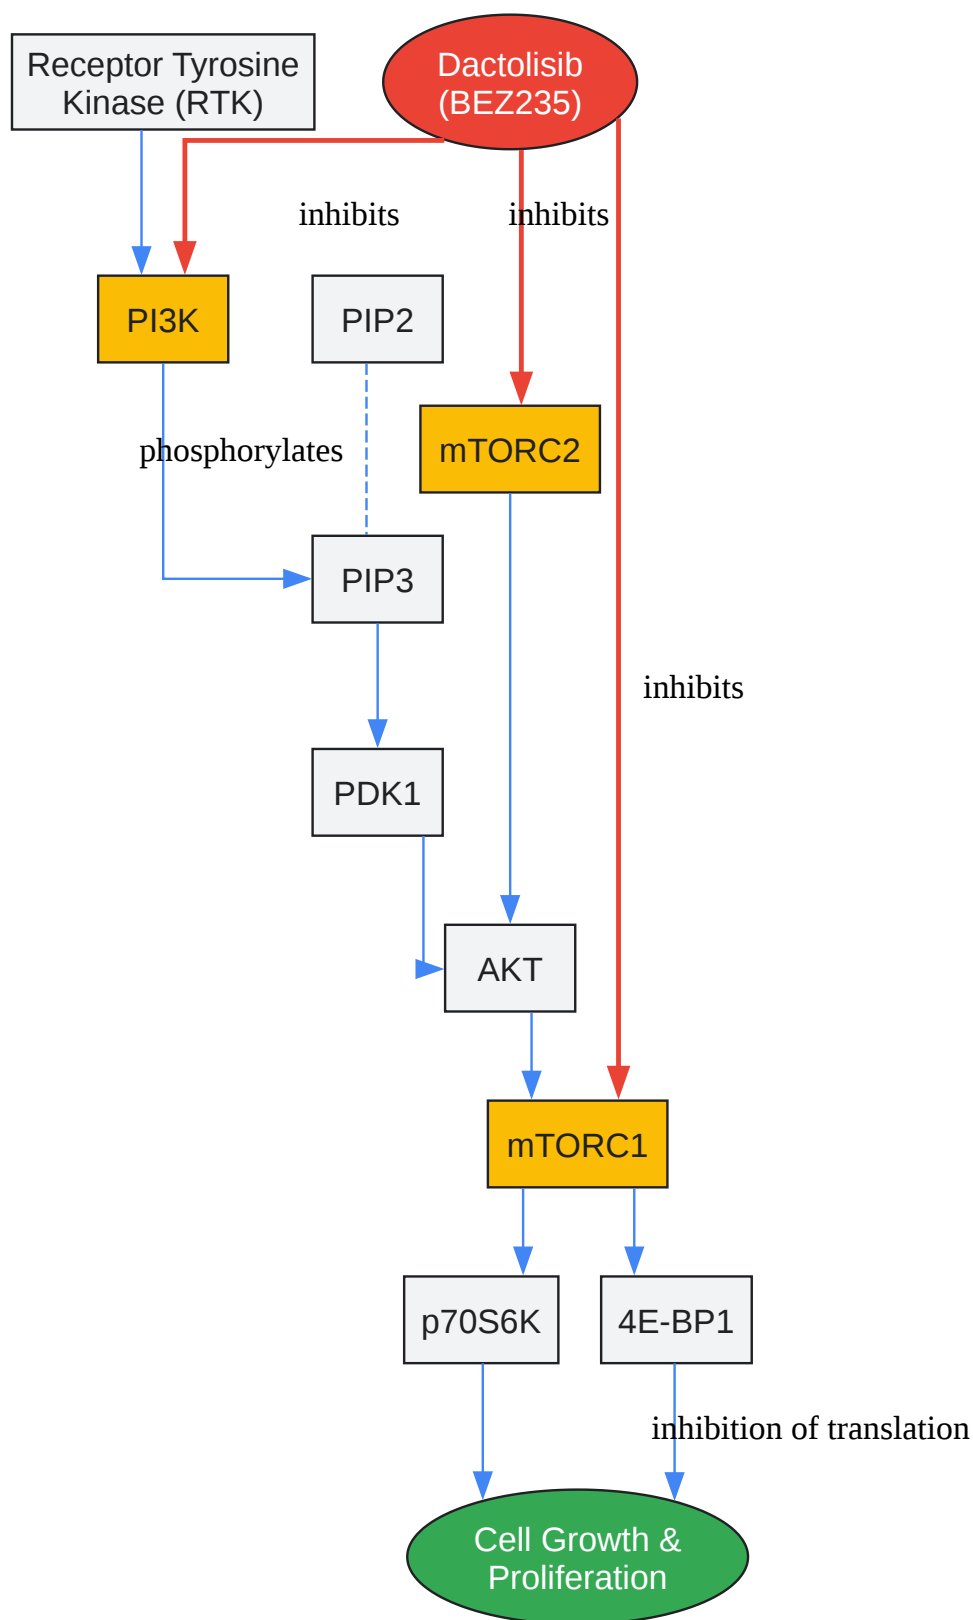 Receptor Tyrosine
Kinase (RTK)
Dactolisib
(BEZ235)
inhibits
inhibits
PI3K
PIP2
phosphorylates
mTORC2
PIP3
inhibits
PDK1
AKT
mTORC1
p70S6K
4E-BP1
inhibition of translation
Cell Growth &
Proliferation